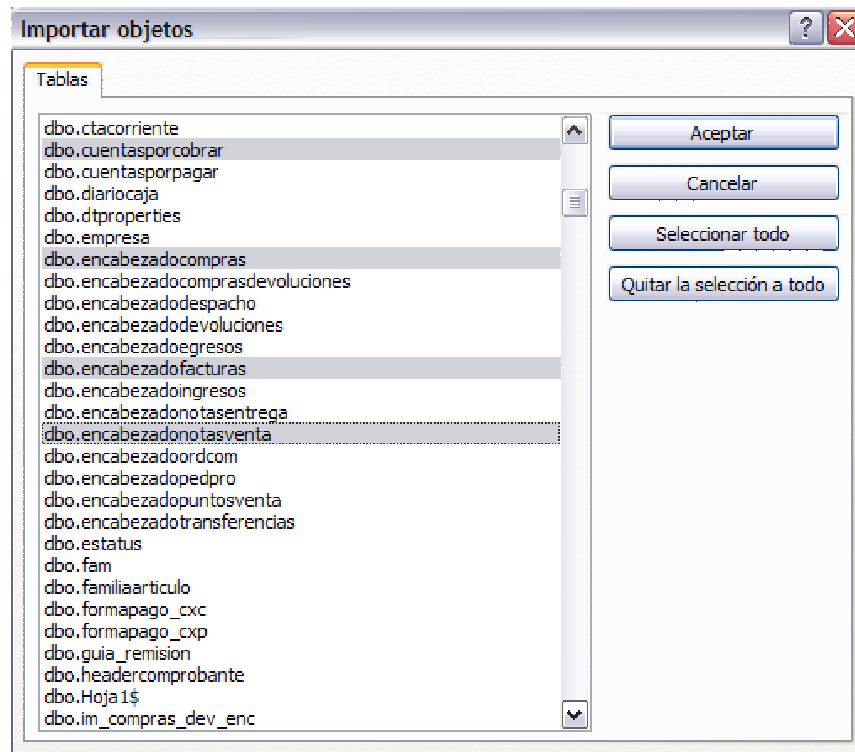 Importar objetos
Tablas
dbo.ctacorriente
dbo.cuentasporcobrar
dbo.cuentasporpagar
dbo.diariocaja
dbo.dtproperties
dbo.empresa
dbo.encabezadocompras
dbo.encabezadocomprasdevoluciones
dbo.encabezadodespacho
dbo.encabezadodevoluciones
dbo.encabezadoegresos
dbo.encabezadofacturas
dbo.encabezadoingresos
dbo.encabezadonotasentrega
dbo.encabezadonotasventa
dbo.encabezadoordcom
dbo.encabezadopedpro
dbo.encabezadopuntosventa
dbo.encabezadotransferencias
dbo.estatus
dbo.fam
dbo.familiaarticulo
dbo.formapago_cxc
dbo.formapago_cxp
dbo.guia_remision
dbo.headercomprobante
dbo.Hoja1$
dbo.im_compras_dev_enc
Aceptar
Cancelar
Seleccionar todo
Quitar la selección a todo